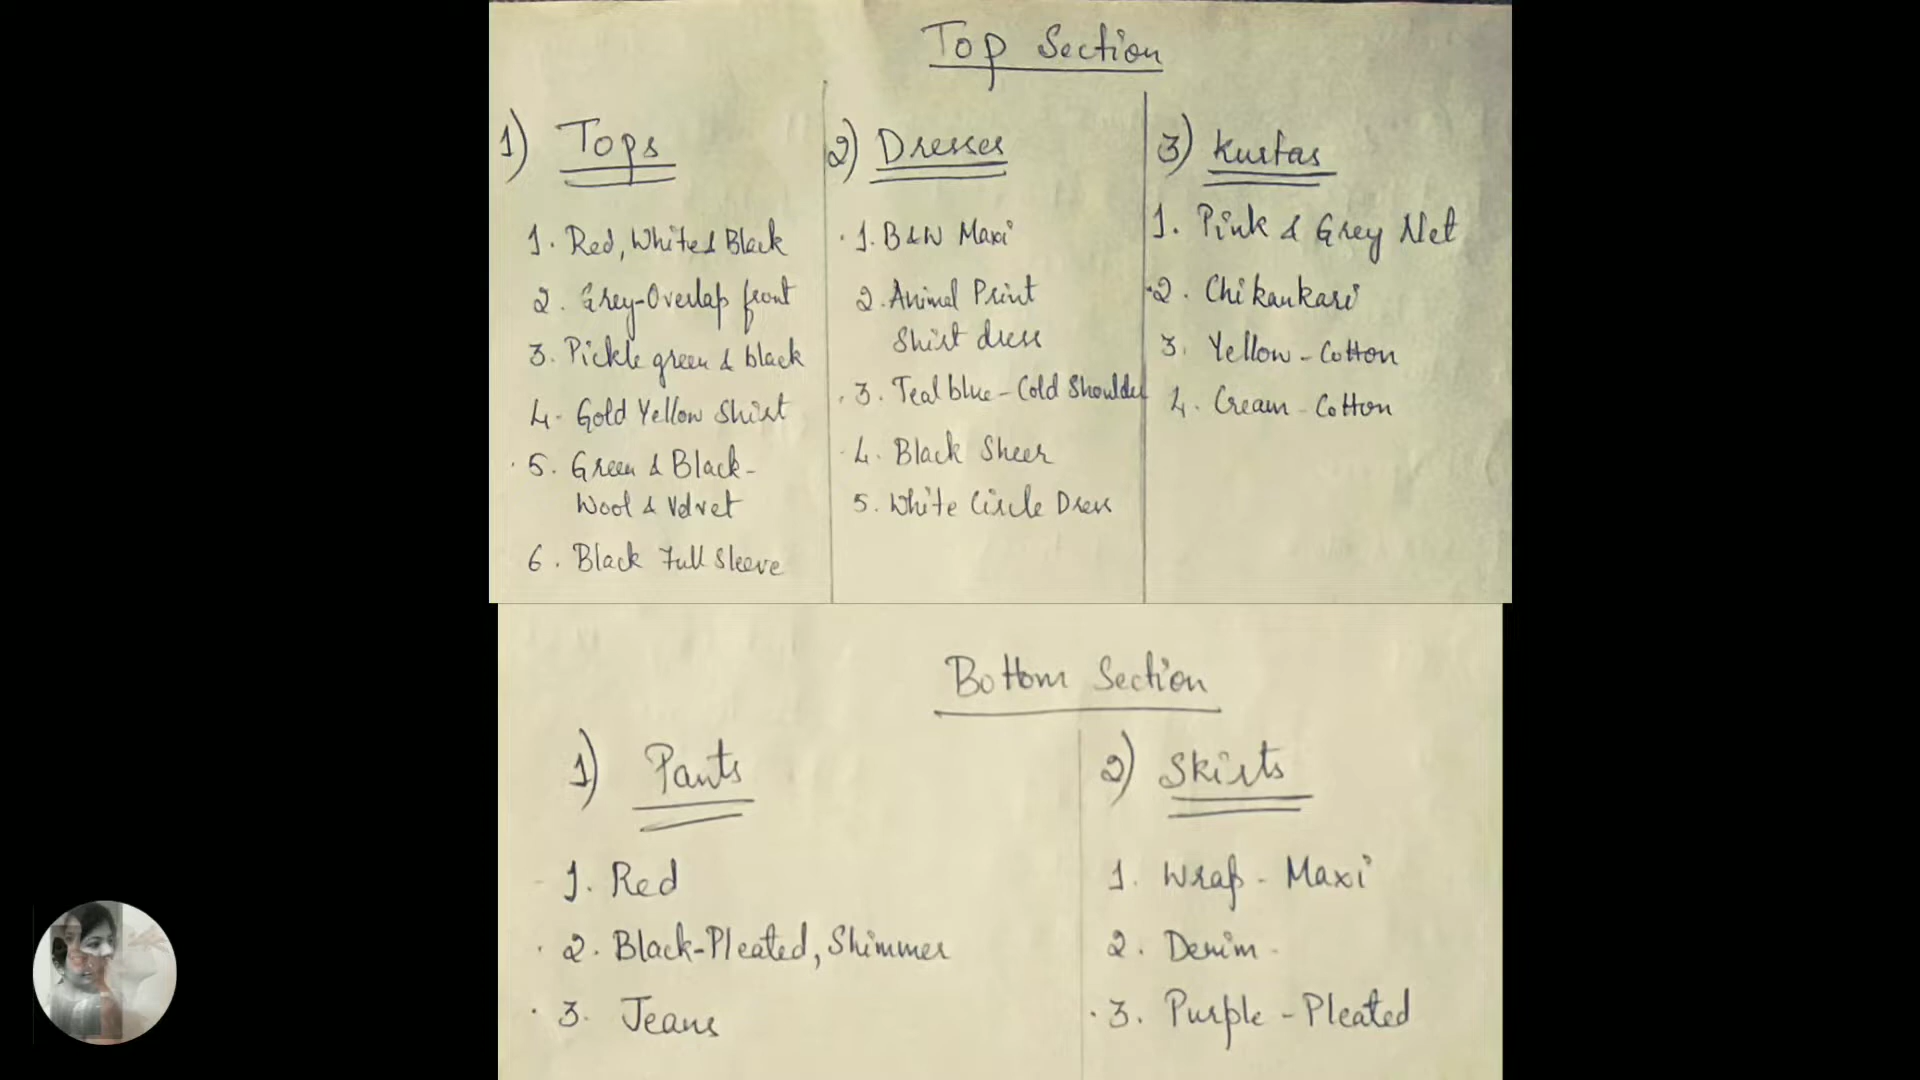 Top Section
1) Tops
1. Red, White & Black
2. Grey-Overlap front
3. Pickle green & black
4. Gold Yellow Shirt
5. Green & Black-
Wool & Velvet
6. Black Full Sleeve
2) Dresses
1. B&W Maxi
2. Animal Print
Shirt dress
3. Teal blue - Cold Shoulder
4. Black Sheer
5. White Circle Dress
3) Kurtas
1. Pink & Grey Net
2. Chikankari
3. Yellow - Cotton
4. Cream - Cotton
Bottom Section
1) Pants
1. Red
2. Black-Pleated, Shimmer
3. Jeans
2) Skirts
1. Wrap - Maxi
2. Denim
3. Purple - Pleated